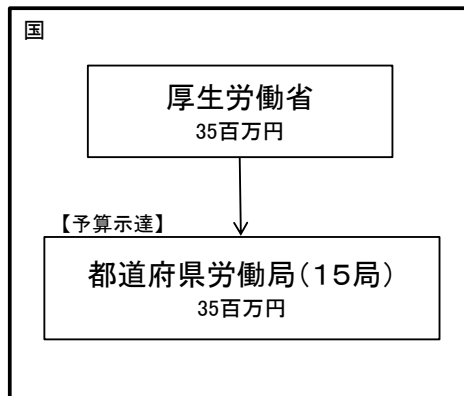 国
厚生労働省
35百万円
【予算示達】
都道府県労働局（１５局）
35百万円